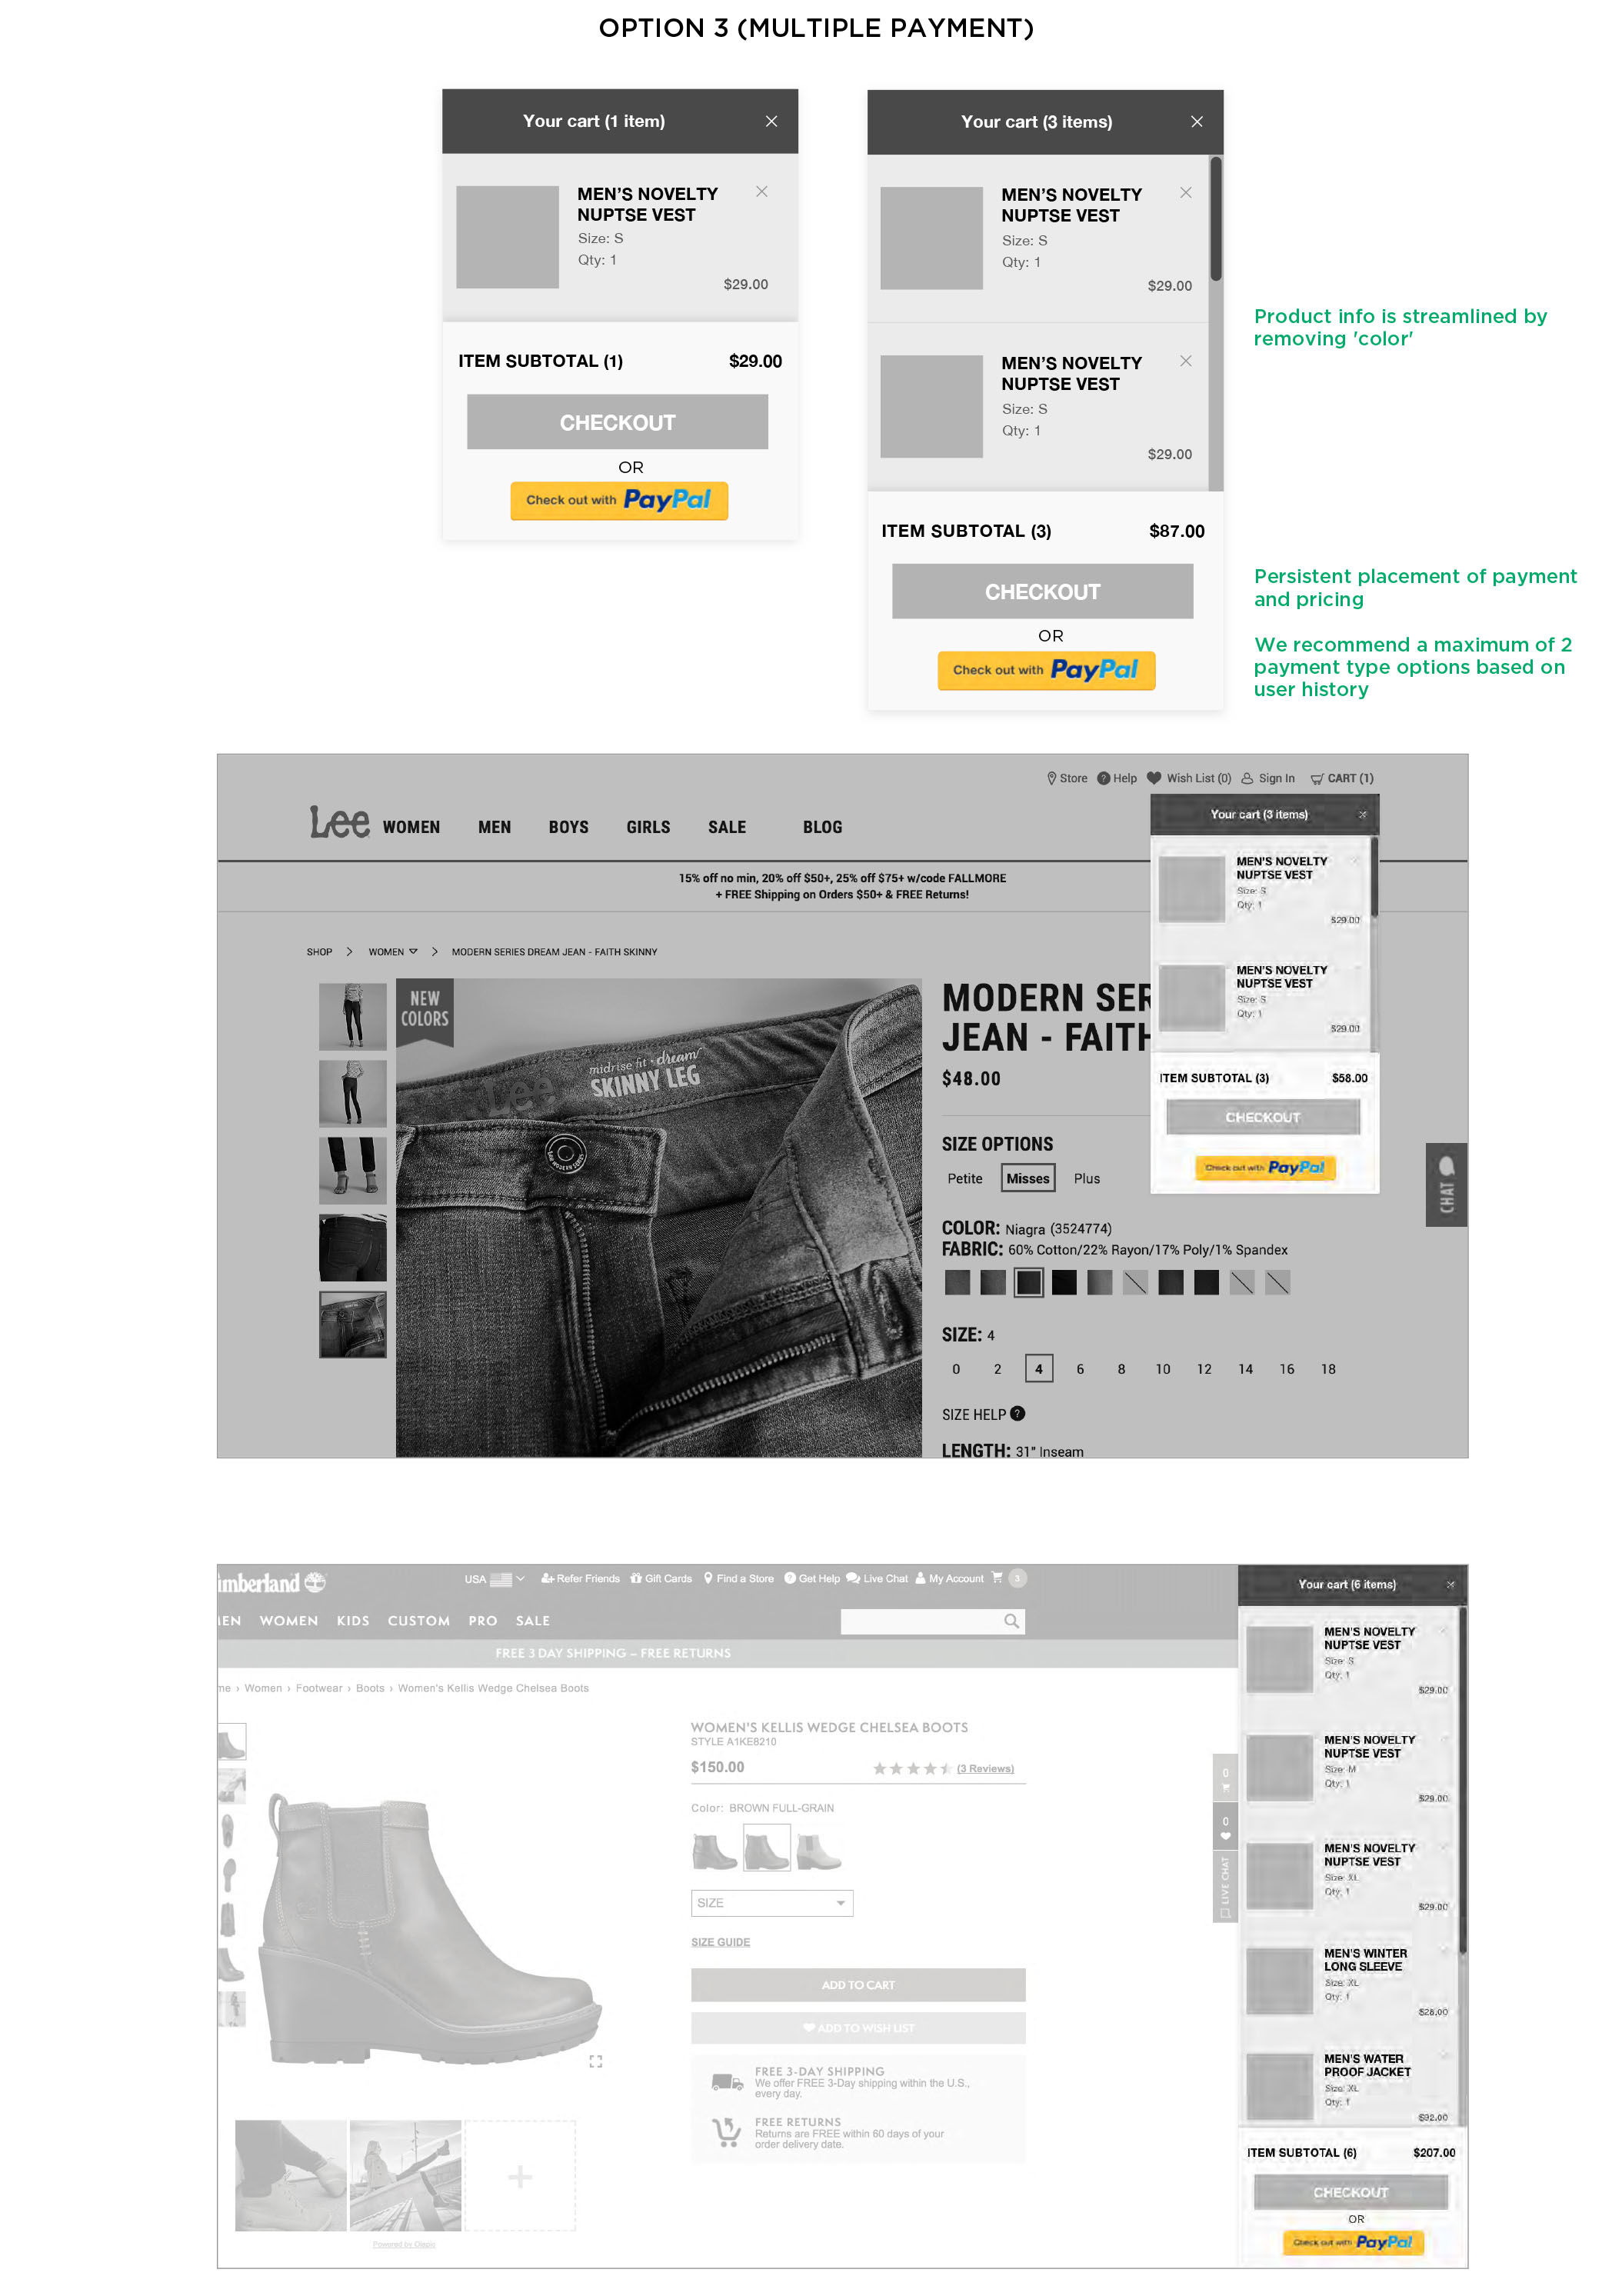 OPTION 3 (MULTIPLE PAYMENT)
Your cart (1 item)
MEN'S NOVELTY
NUPTSE VEST
Size: S
Qty: 1
$29.00
ITEM SUBTOTAL (1) $29.00
CHECKOUT
OR
Check out with PayPal
Your cart (3 items)
MEN'S NOVELTY
NUPTSE VEST
Size: S
Qty: 1
$29.00
MEN'S NOVELTY
NUPTSE VEST
Size: S
Qty: 1
$29.00
ITEM SUBTOTAL (3) $87.00
CHECKOUT
OR
Check out with PayPal
Product info is streamlined by
removing 'color'
Persistent placement of payment
and pricing
We recommend a maximum of 2
payment type options based on
user history
Store Help Wish List (0) Sign In CART (1)
Lee WOMEN MEN BOYS GIRLS SALE BLOG
15% off no min, 20% off $50+, 25% off $75+ w/code FALLMORE
+ FREE Shipping on Orders $50+ & FREE Returns!
SHOP > WOMEN > MODERN SERIES DREAM JEAN - FAITH SKINNY
NEW
COLORS
Lee
midrise fit · dream
SKINNY LEG
MODERN SER
JEAN - FAITH
$48.00
SIZE OPTIONS
Petite Misses Plus
COLOR: Niagra (3524774)
FABRIC: 60% Cotton/22% Rayon/17% Poly/1% Spandex
SIZE: 4
0 2 4 6 8 10 12 14 16 18
SIZE HELP ?
LENGTH: 31" Inseam
CHAT
Your cart (3 items)
MEN'S NOVELTY
NUPTSE VEST
Size: S
Qty: 1
$29.00
MEN'S NOVELTY
NUPTSE VEST
Size: S
Qty: 1
$29.00
ITEM SUBTOTAL (3) $58.00
CHECKOUT
Check out with PayPal
imberland
USA Refer Friends Gift Cards Find a Store Get Help Live Chat My Account 3
IEN WOMEN KIDS CUSTOM PRO SALE
FREE 3 DAY SHIPPING – FREE RETURNS
me › Women › Footwear › Boots › Women's Kellis Wedge Chelsea Boots
WOMEN'S KELLIS WEDGE CHELSEA BOOTS
STYLE A1KE8210
$150.00 (3 Reviews)
Color: BROWN FULL-GRAIN
SIZE
SIZE GUIDE
ADD TO CART
ADD TO WISH LIST
FREE 3-DAY SHIPPING
We offer FREE 3-Day shipping within the U.S.,
every day.
FREE RETURNS
Returns are FREE within 60 days of your
order delivery date.
Powered by Olapic
0
0
LIVE CHAT
Your cart (6 items)
MEN'S NOVELTY
NUPTSE VEST
Size: S
Qty: 1
$29.00
MEN'S NOVELTY
NUPTSE VEST
Size: M
Qty: 1
$29.00
MEN'S NOVELTY
NUPTSE VEST
Size: XL
Qty: 1
$29.00
MEN'S WINTER
LONG SLEEVE
Size: XL
Qty: 1
$28.00
MEN'S WATER
PROOF JACKET
Size: XL
Qty: 1
$92.00
ITEM SUBTOTAL (6) $207.00
CHECKOUT
OR
Check out with PayPal